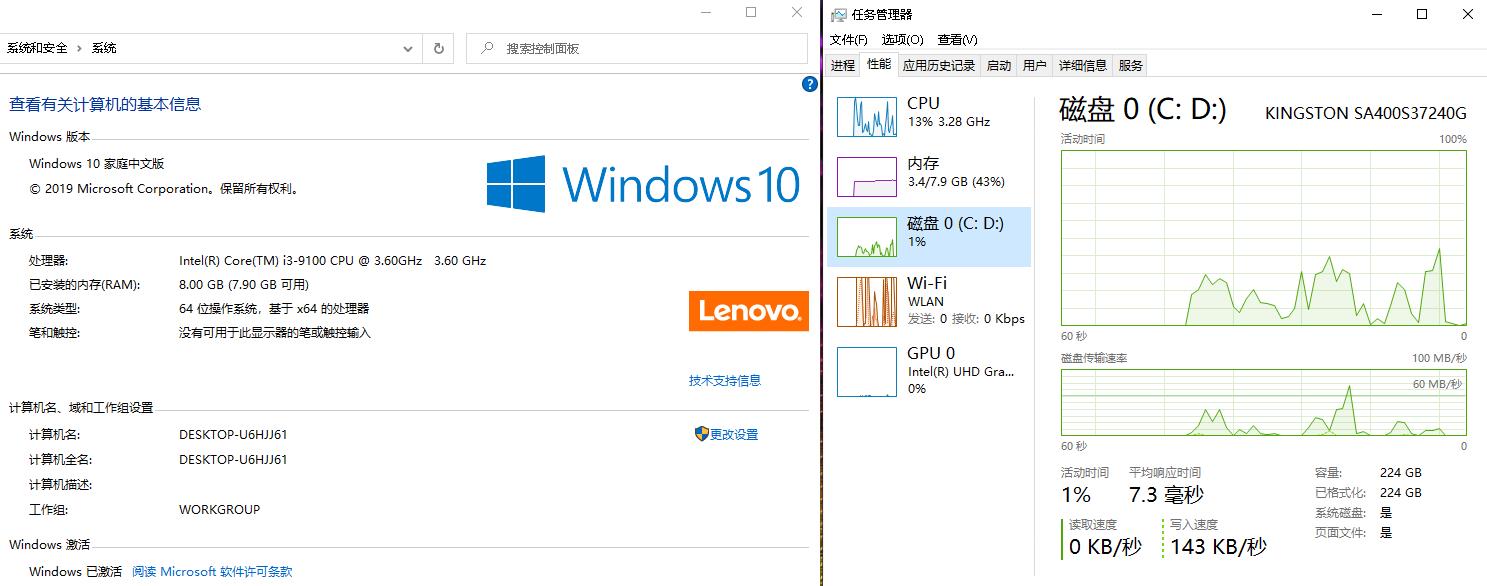 系统和安全 › 系统
搜索控制面板
?
查看有关计算机的基本信息
Windows 版本
Windows 10 家庭中文版
© 2019 Microsoft Corporation。保留所有权利。
Windows 10
系统
处理器: Intel(R) Core(TM) i3-9100 CPU @ 3.60GHz 3.60 GHz
已安装的内存(RAM): 8.00 GB (7.90 GB 可用)
系统类型: 64 位操作系统，基于 x64 的处理器
笔和触控: 没有可用于此显示器的笔或触控输入
Lenovo
技术支持信息
计算机名、域和工作组设置
计算机名: DESKTOP-U6HJJ61
更改设置
计算机全名: DESKTOP-U6HJJ61
计算机描述:
工作组: WORKGROUP
Windows 激活
Windows 已激活 阅读 Microsoft 软件许可条款
任务管理器
文件(F) 选项(O) 查看(V)
进程 性能 应用历史记录 启动 用户 详细信息 服务
CPU
13% 3.28 GHz
内存
3.4/7.9 GB (43%)
磁盘 0 (C: D:)
1%
Wi-Fi
WLAN
发送: 0 接收: 0 Kbps
GPU 0
Intel(R) UHD Gra...
0%
磁盘 0 (C: D:) KINGSTON SA400S37240G
活动时间 100%
60 秒 0
磁盘传输速率 100 MB/秒
60 MB/秒
60 秒 0
活动时间 平均响应时间
1% 7.3 毫秒
读取速度 写入速度
0 KB/秒 143 KB/秒
容量: 224 GB
已格式化: 224 GB
系统磁盘: 是
页面文件: 是